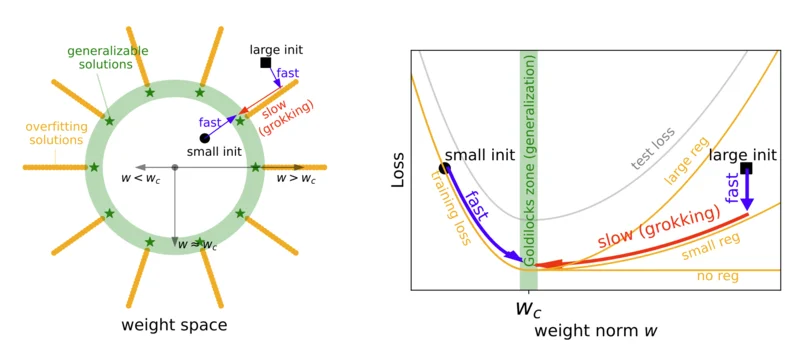 generalizable
solutions
large init
fast
slow
(grokking)
fast
overfitting
solutions
small init
w < w_c
w > w_c
w ≈ w_c
weight space
Loss
small init
large init
Goldilocks zone (generalization)
test loss
large reg
training loss
fast
fast
slow (grokking)
small reg
no reg
w_c
weight norm w